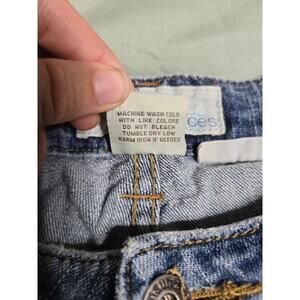 MACHINE WASH COLD
WITH LIKE COLORS
DO NOT BLEACH
TUMBLE DRY LOW
WARM IRON IF NEEDED